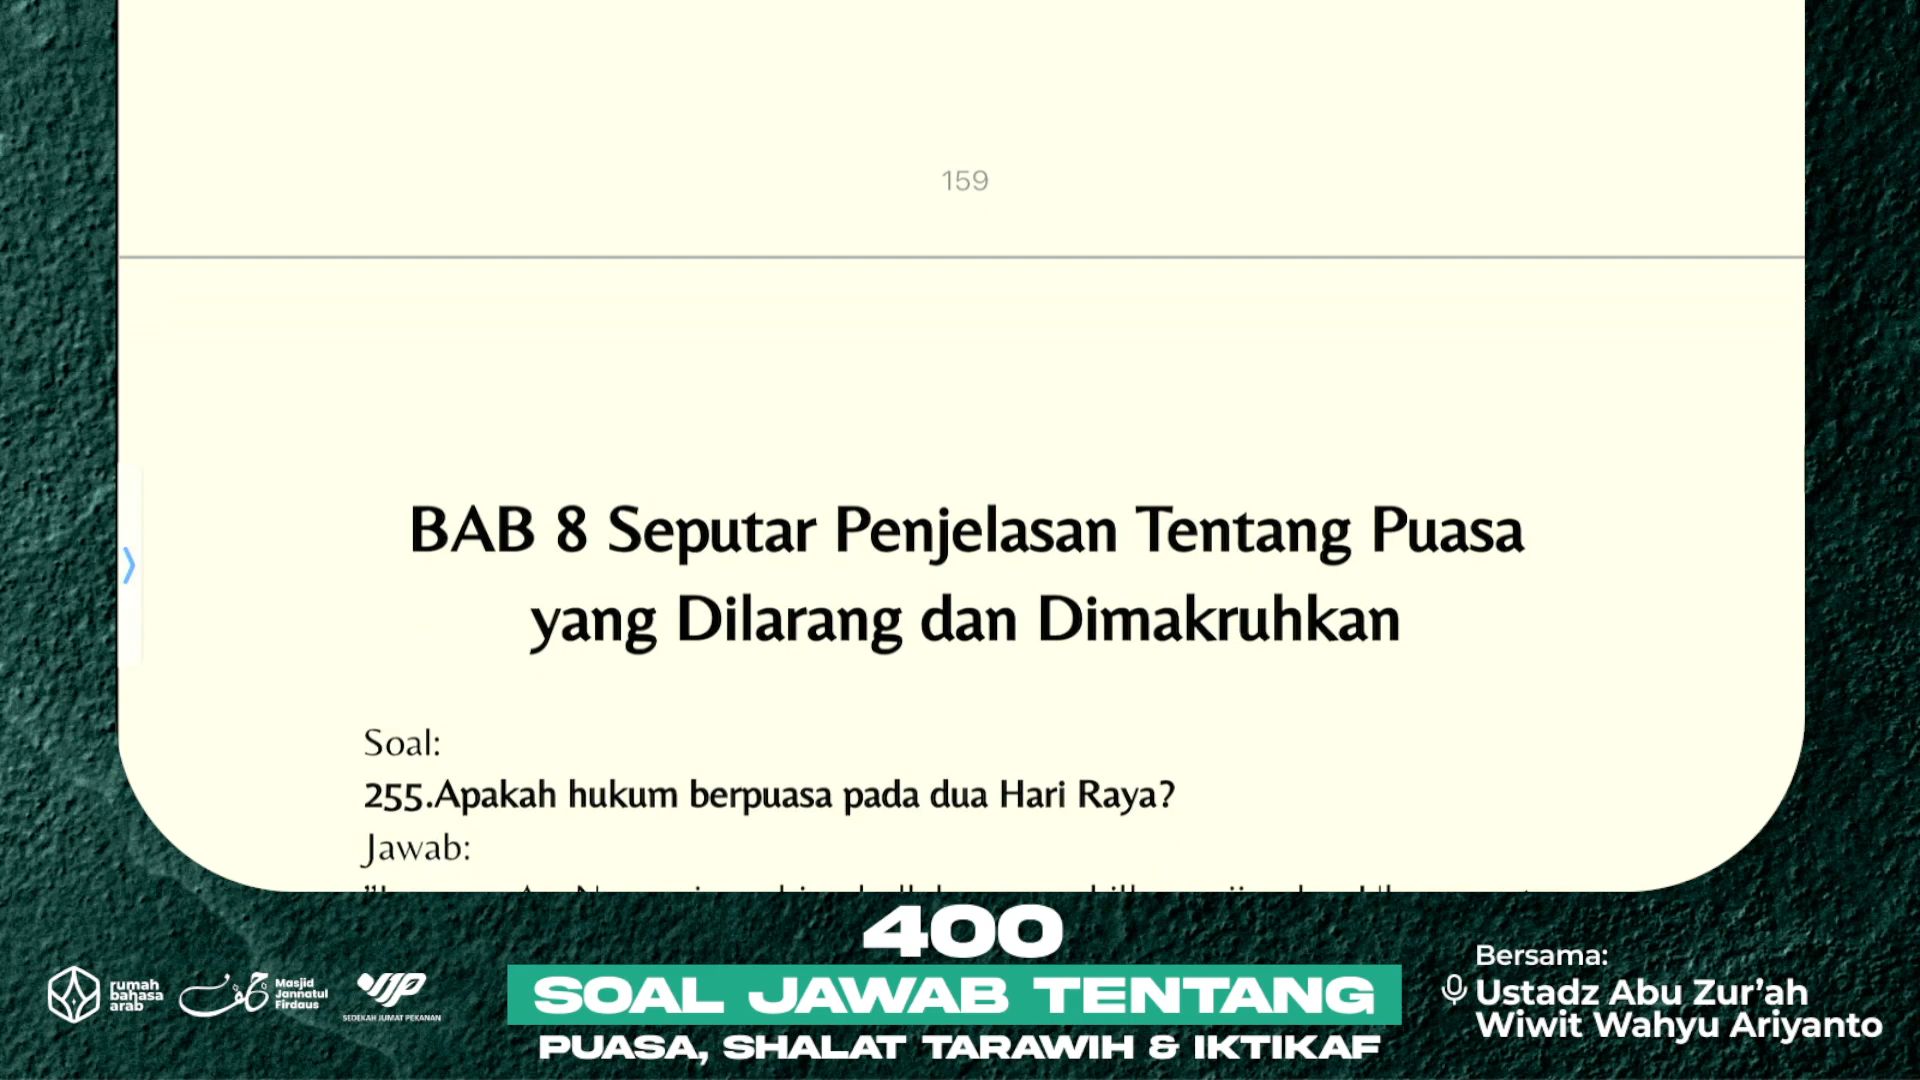 159
BAB 8 Seputar Penjelasan Tentang Puasa
yang Dilarang dan Dimakruhkan
Soal:
255.Apakah hukum berpuasa pada dua Hari Raya?
Jawab:
400
SOAL JAWAB TENTANG
PUASA, SHALAT TARAWIH & IKTIKAF
rumah
bahasa
arab
Masjid
Jannatul
Firdaus
SEDEKAH JUMAT PEKANAN
Bersama:
Ustadz Abu Zur'ah
Wiwit Wahyu Ariyanto